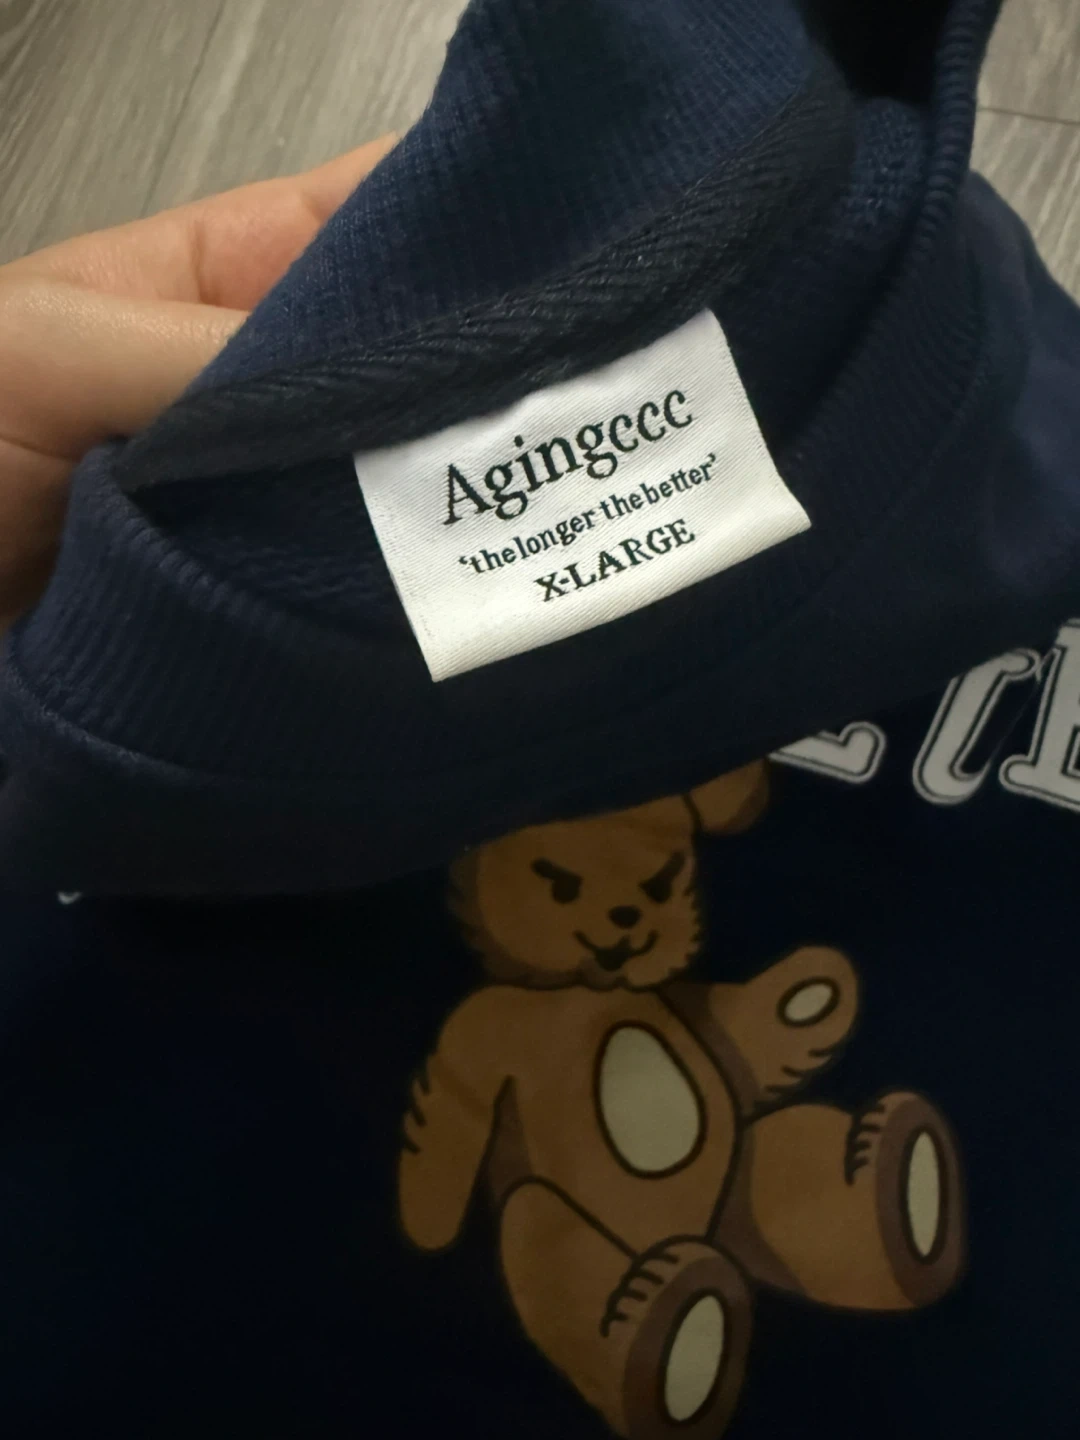 Agingccc
‘the longer the better’
X-LARGE